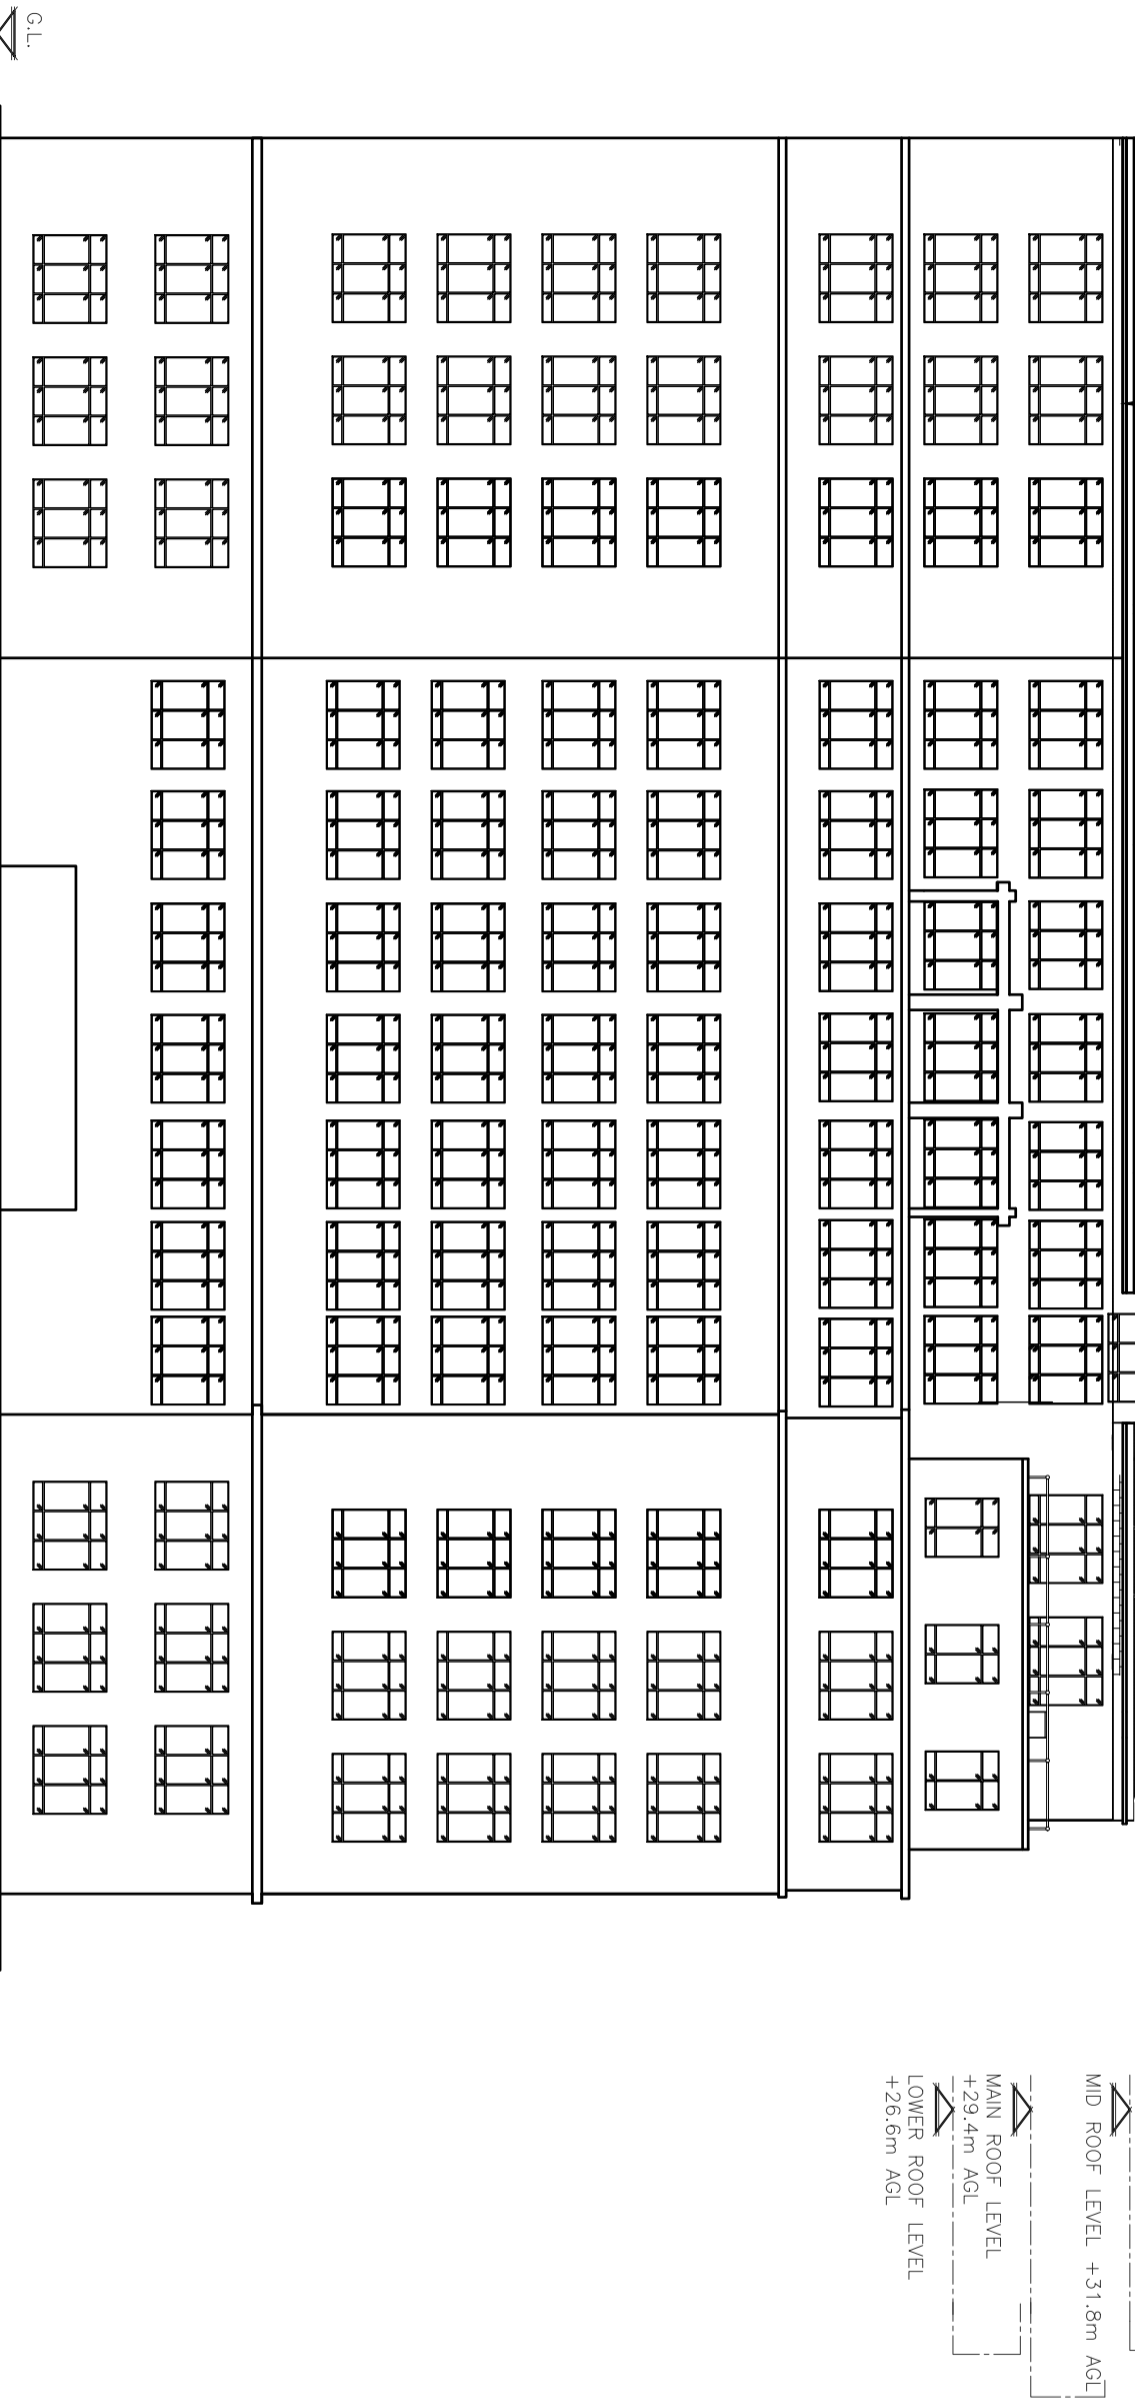 G.L.
MID ROOF LEVEL +31.8m AGL
MAIN ROOF LEVEL
+29.4m AGL
LOWER ROOF LEVEL
+26.6m AGL